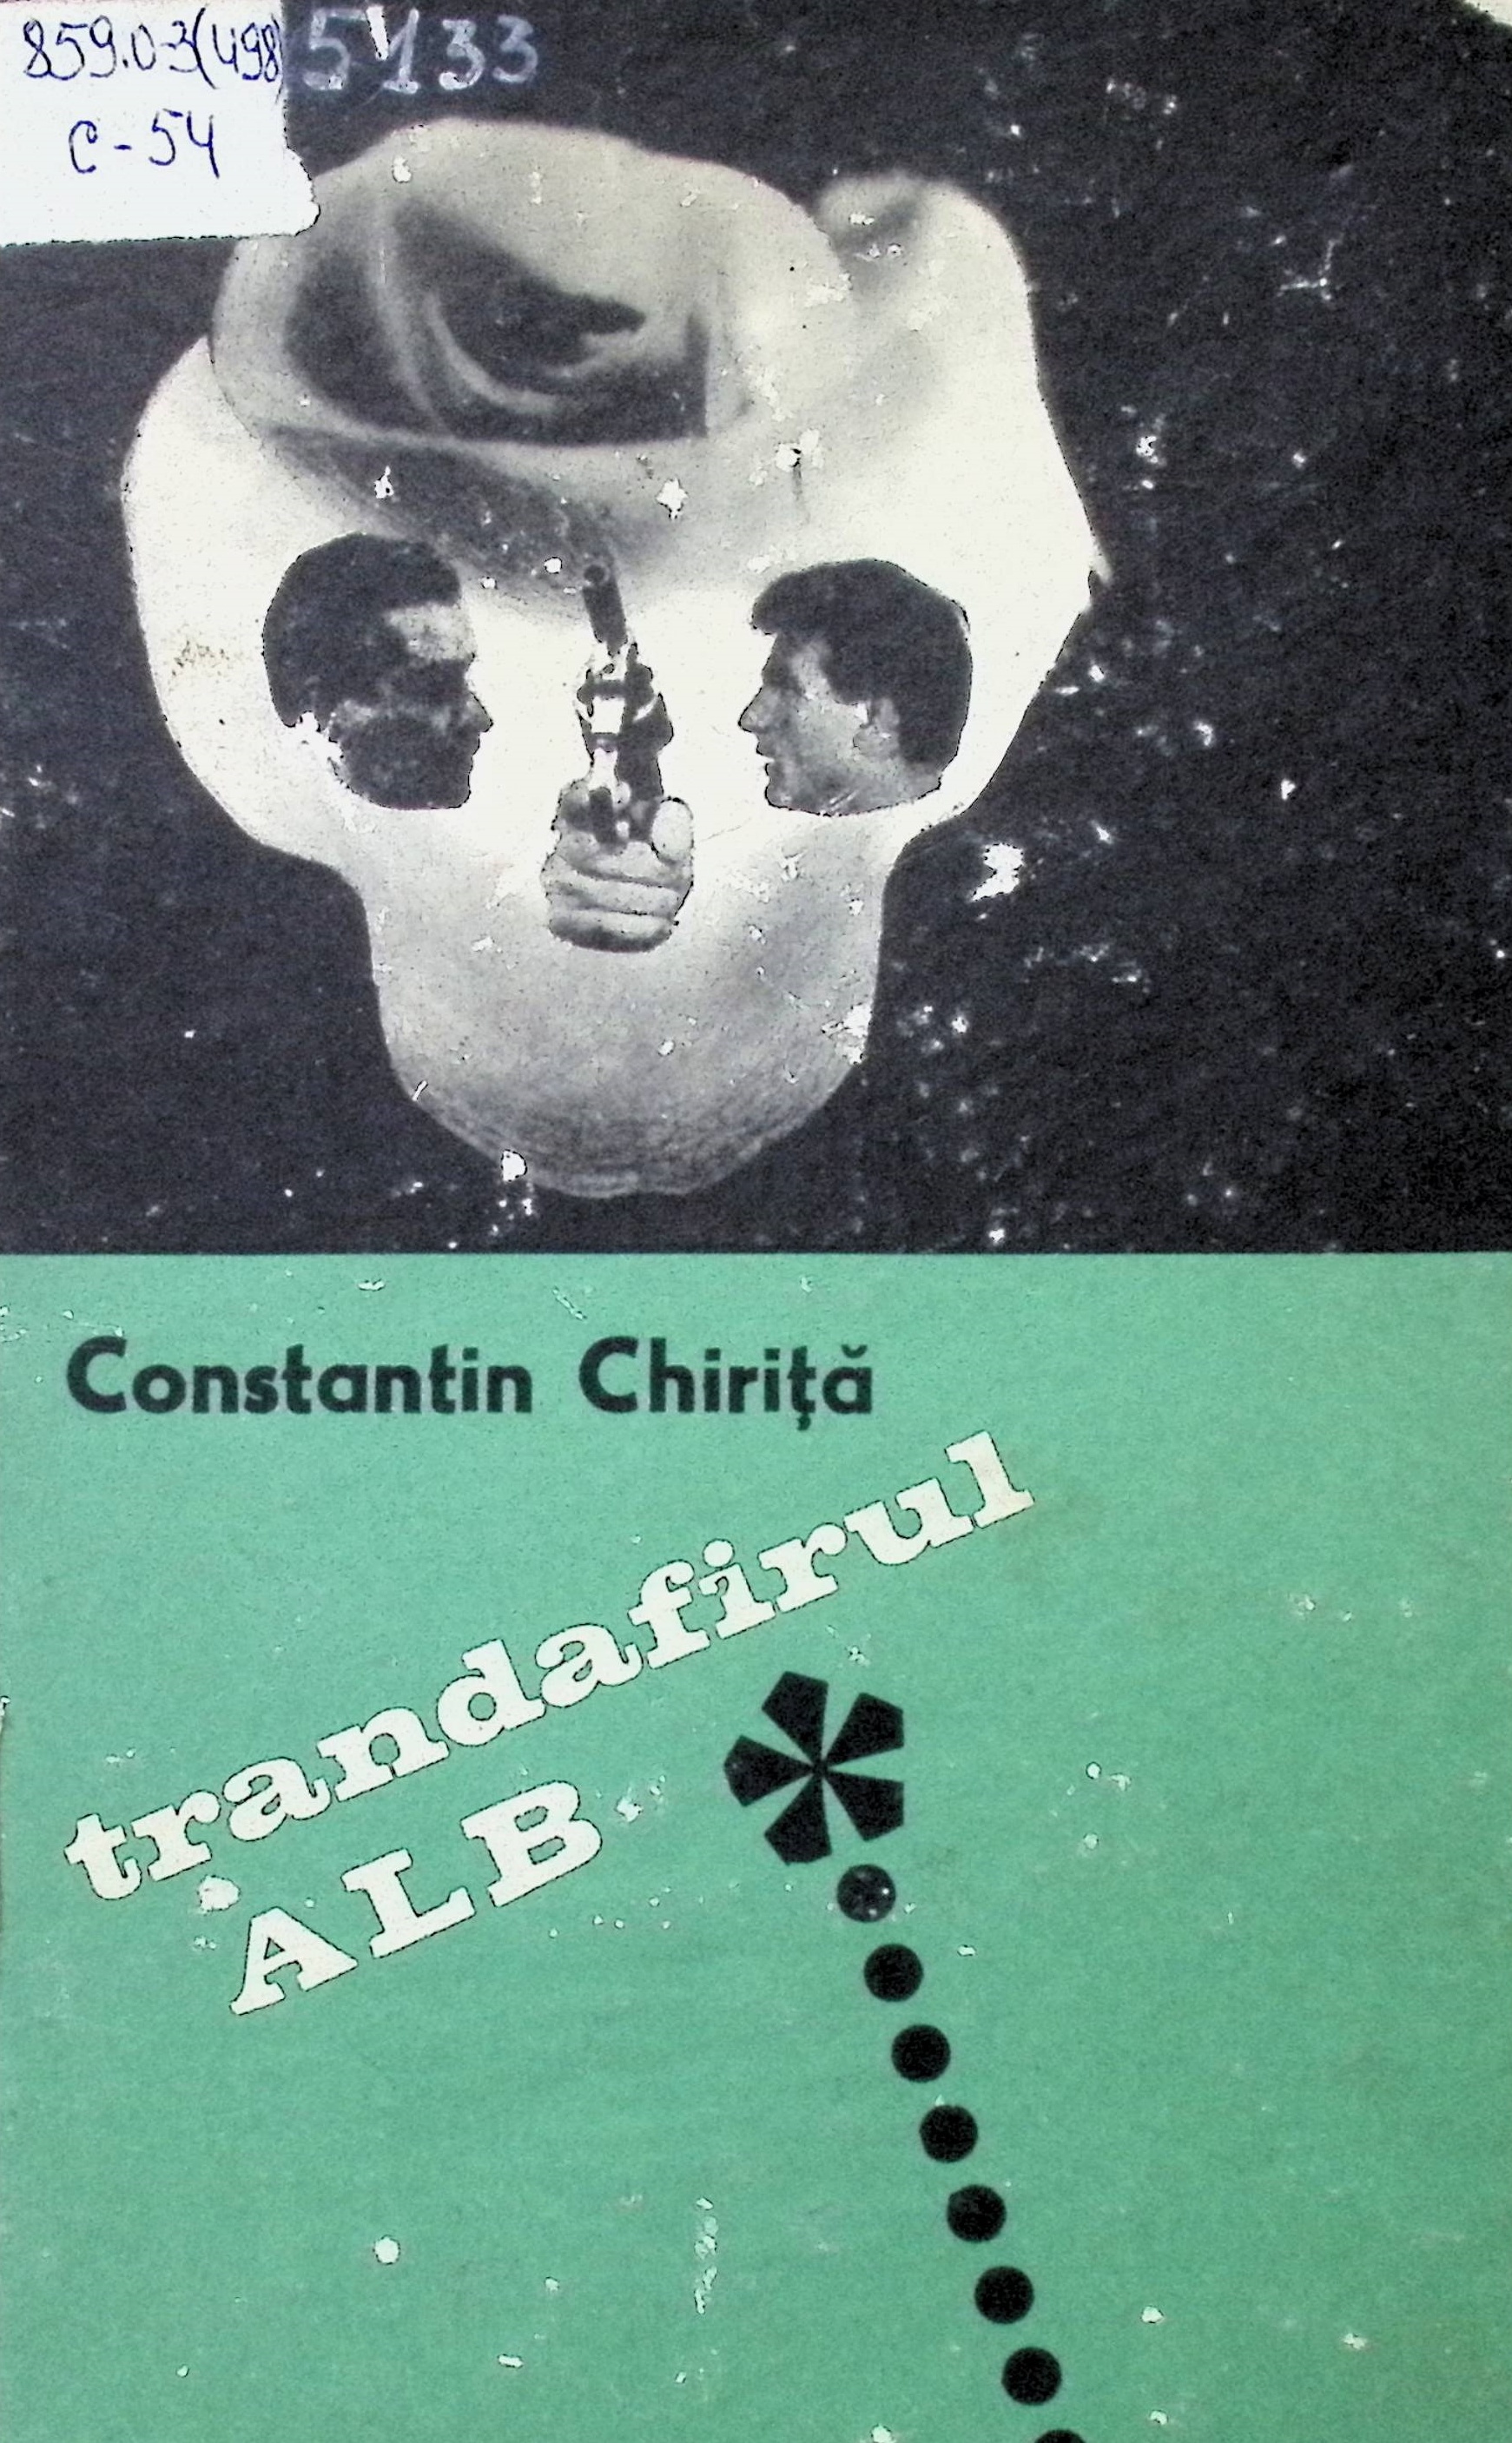 859.0-3(498) 5133
C-54
Constantin Chiriță
trandafirul
ALB